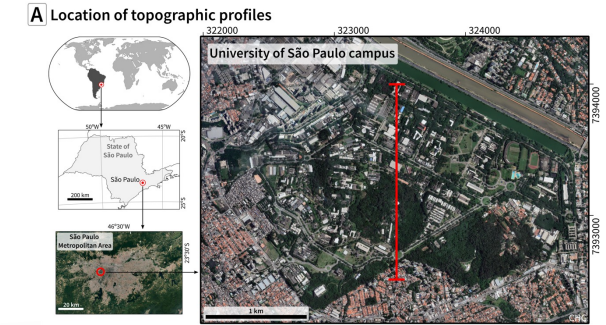 A Location of topographic profiles
322000
323000
324000
University of São Paulo campus
7394000
7393000
50°W
45°W
20°S
25°S
State of
São Paulo
São Paulo
200 km
46°30'W
23°30'S
São Paulo
Metropolitan Area
20 km
1 km
CHG